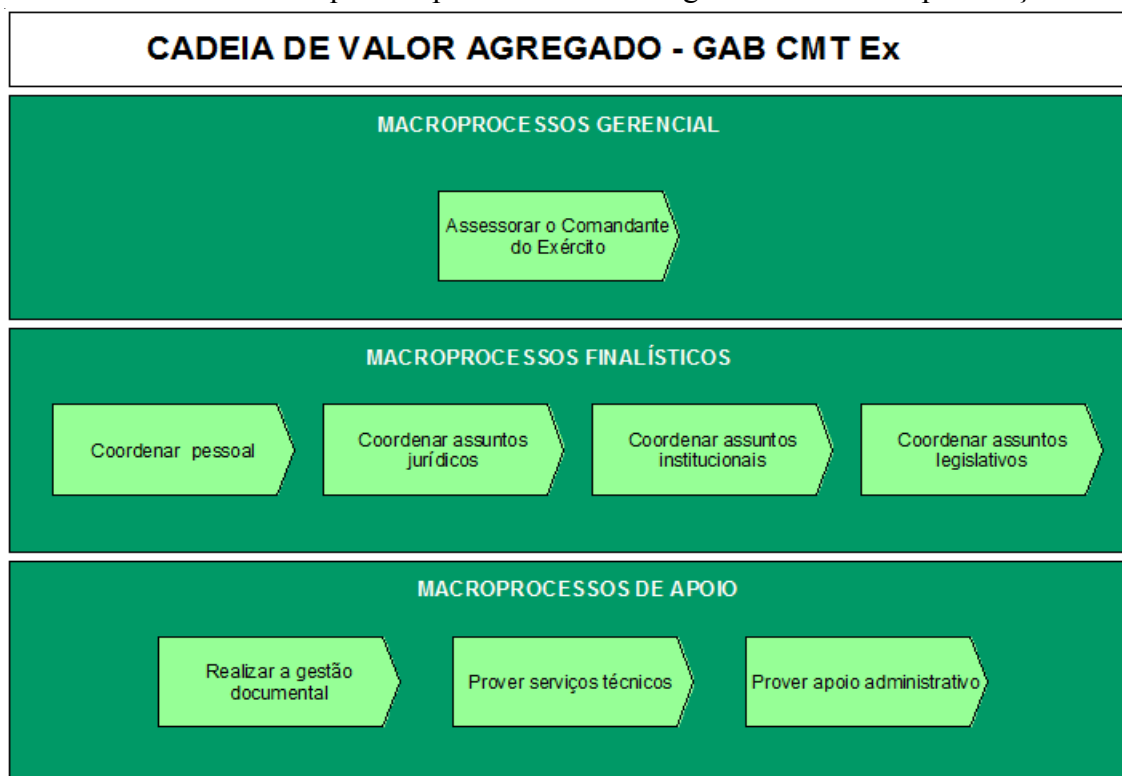 CADEIA DE VALOR AGREGADO - GAB CMT Ex
MACROPROCESSOS GERENCIAL
Assessorar o Comandante
do Exército
MACROPROCESSOS FINALÍSTICOS
Coordenar pessoal
Coordenar assuntos
jurídicos
Coordenar assuntos
institucionais
Coordenar assuntos
legislativos
MACROPROCESSOS DE APOIO
Realizar a gestão
documental
Prover serviços técnicos
Prover apoio administrativo